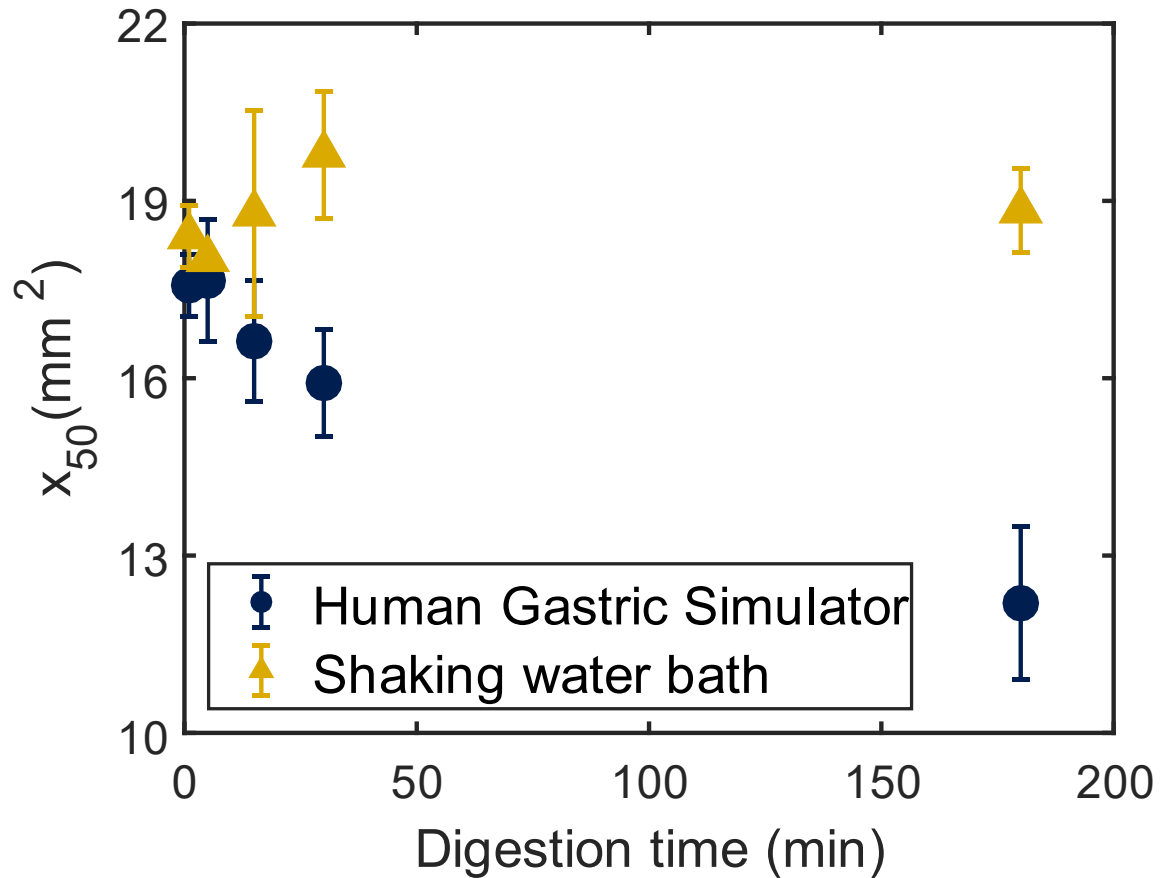 22
19
16
13
10
x50(mm 2)
Human Gastric Simulator
Shaking water bath
0 50 100 150 200
Digestion time (min)